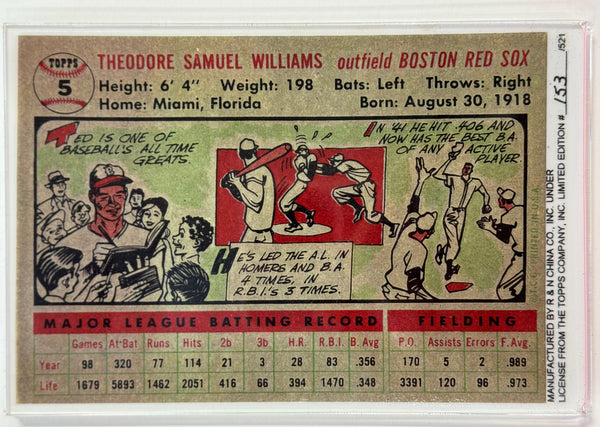 TOPPS
5
THEODORE SAMUEL WILLIAMS outfield BOSTON RED SOX
Height: 6' 4" Weight: 198 Bats: Left Throws: Right
Home: Miami, Florida Born: August 30, 1918
TED IS ONE OF
BASEBALL'S ALL TIME
GREATS.
HE'S LED THE A.L. IN
HOMERS AND B.A.
4 TIMES, IN
R.B.I.'S 3 TIMES.
IN '41 HE HIT .406 AND
NOW HAS THE BEST B.A.
OF ANY ACTIVE
PLAYER.
PRINTED IN U.S.A.
MAJOR LEAGUE BATTING RECORD FIELDING
Games At-Bat Runs Hits 2b 3b H.R. R.B.I. B.Avg. P.O. Assists Errors F.Avg.
Year 98 320 77 114 21 3 28 83 .356 170 5 2 .989
Life 1679 5893 1462 2051 416 66 394 1470 .348 3391 120 96 .973
MANUFACTURED BY R & N CHINA CO., INC. UNDER
LICENSE FROM THE TOPPS COMPANY, INC. LIMITED EDITION # 153 /521